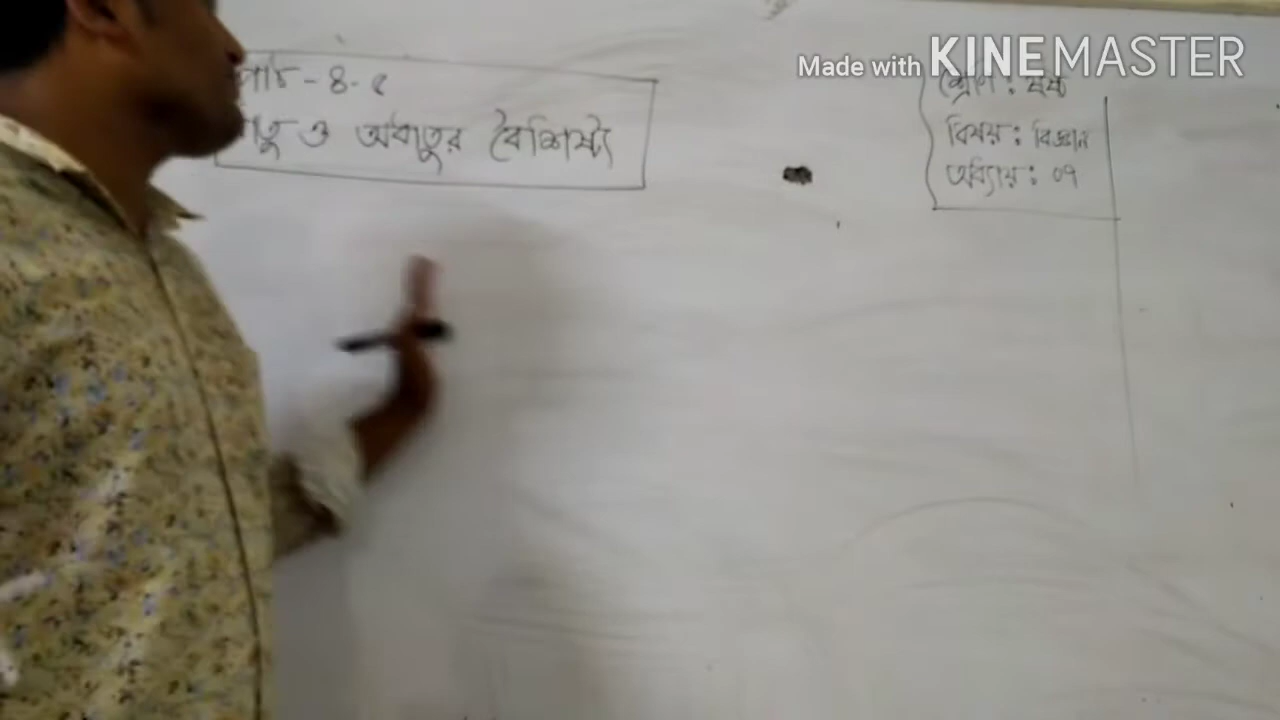 পাঠ - ৪-৫
ধাতু ও অধাতুর বৈশিষ্ট্য
Made with KINEMASTER
শ্রেণি : ষষ্ঠ
বিষয় : বিজ্ঞান
অধ্যায় : ০৭